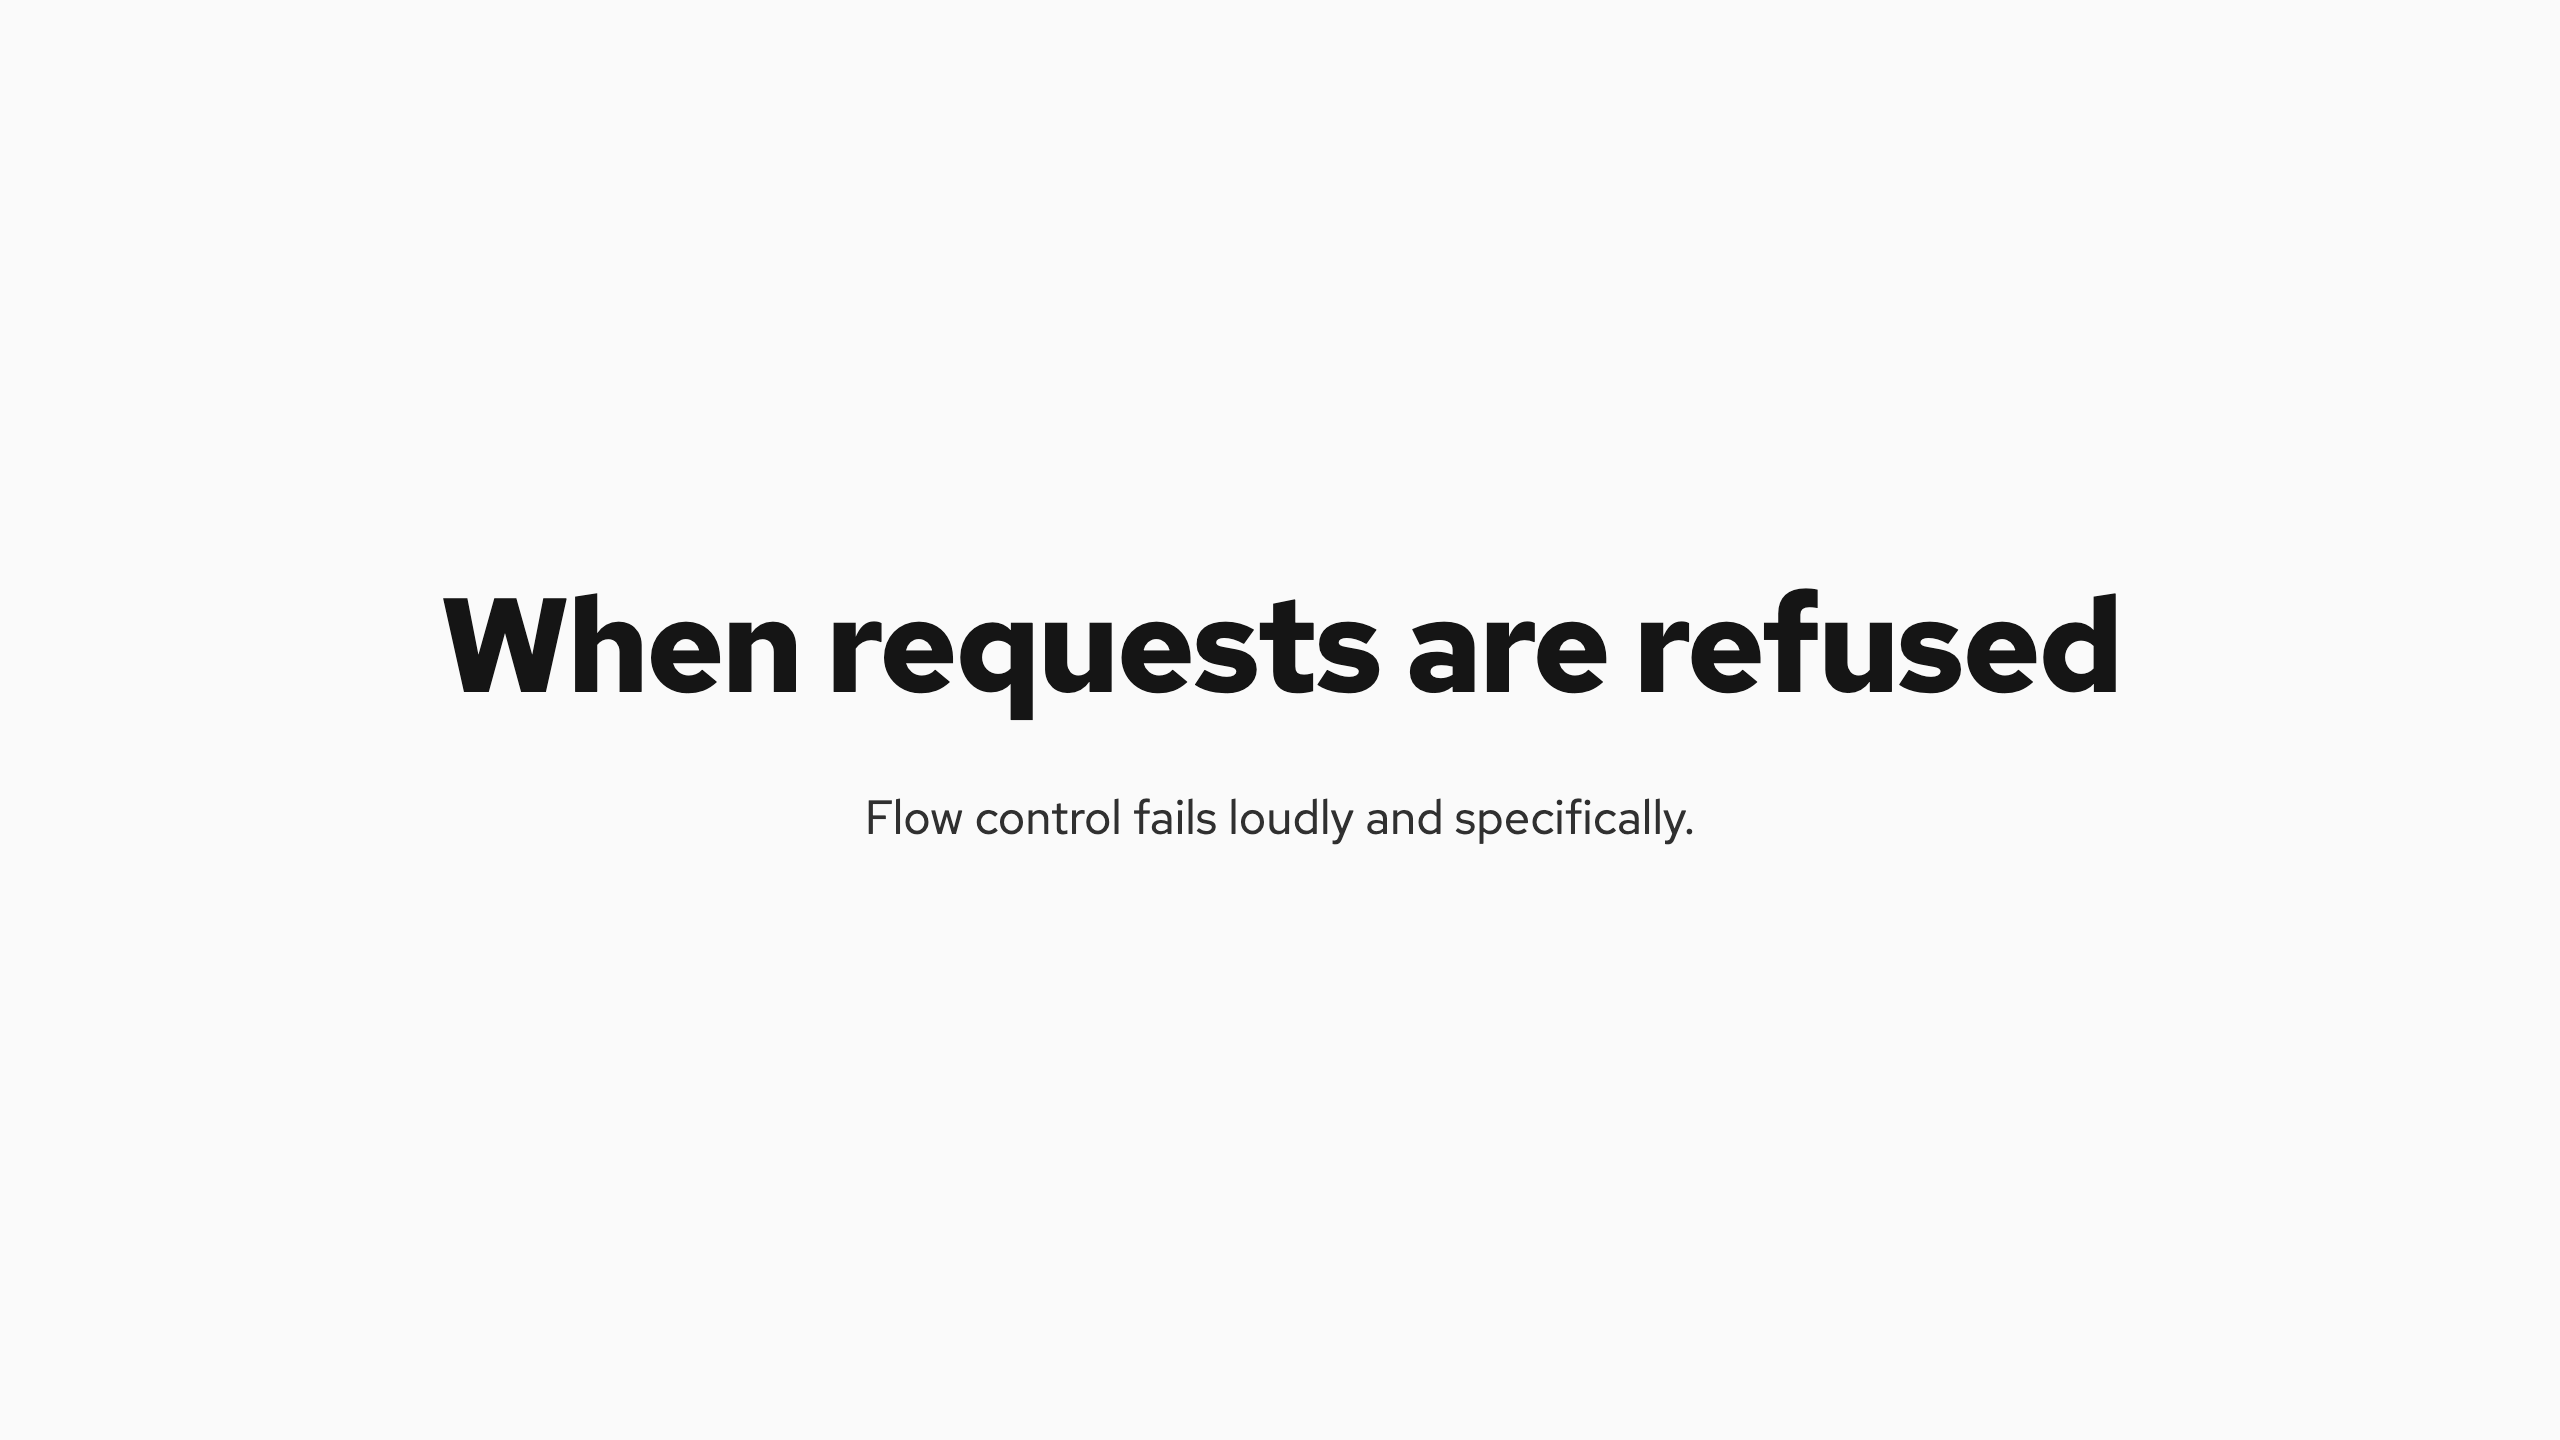 When requests are refused
Flow control fails loudly and specifically.